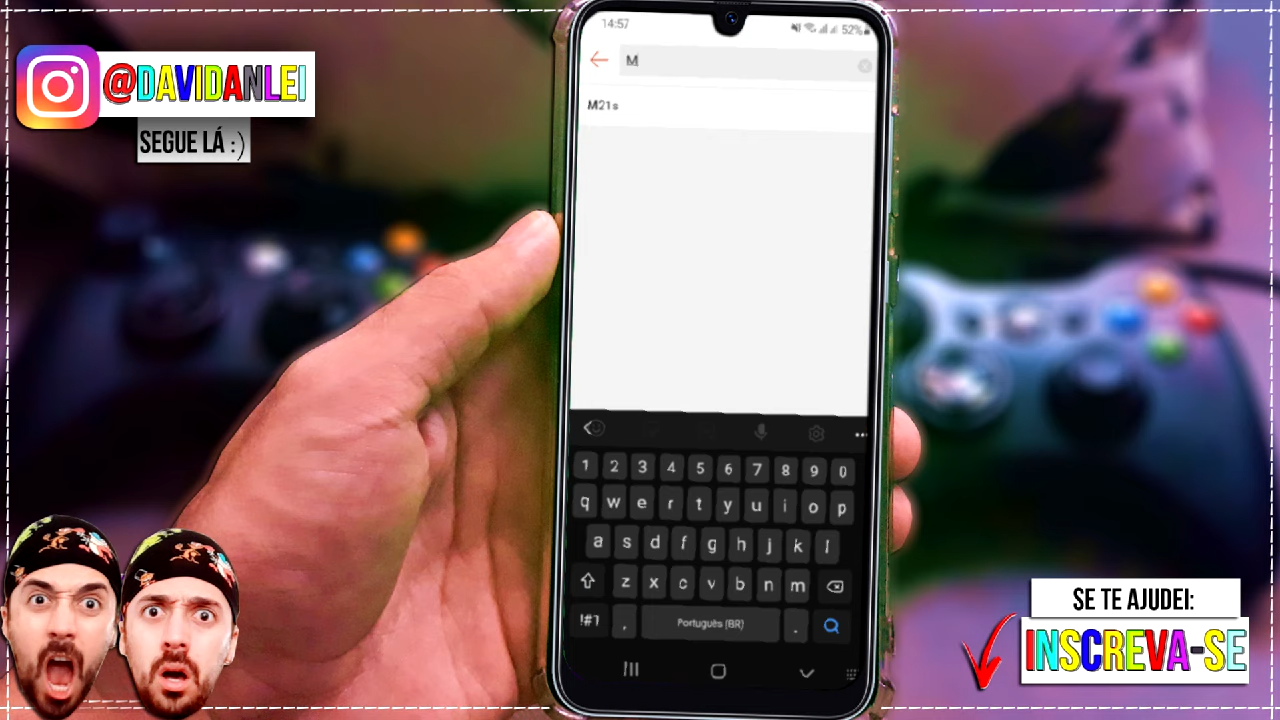 @DAVIDANLEI
SEGUE LÁ :)
14:57
52%
M
M21s
1 2 3 4 5 6 7 8 9 0
q w e r t y u i o p
a s d f g h j k l
z x c v b n m
!#1 , Português (BR) .
SE TE AJUDEI:
INSCREVA-SE